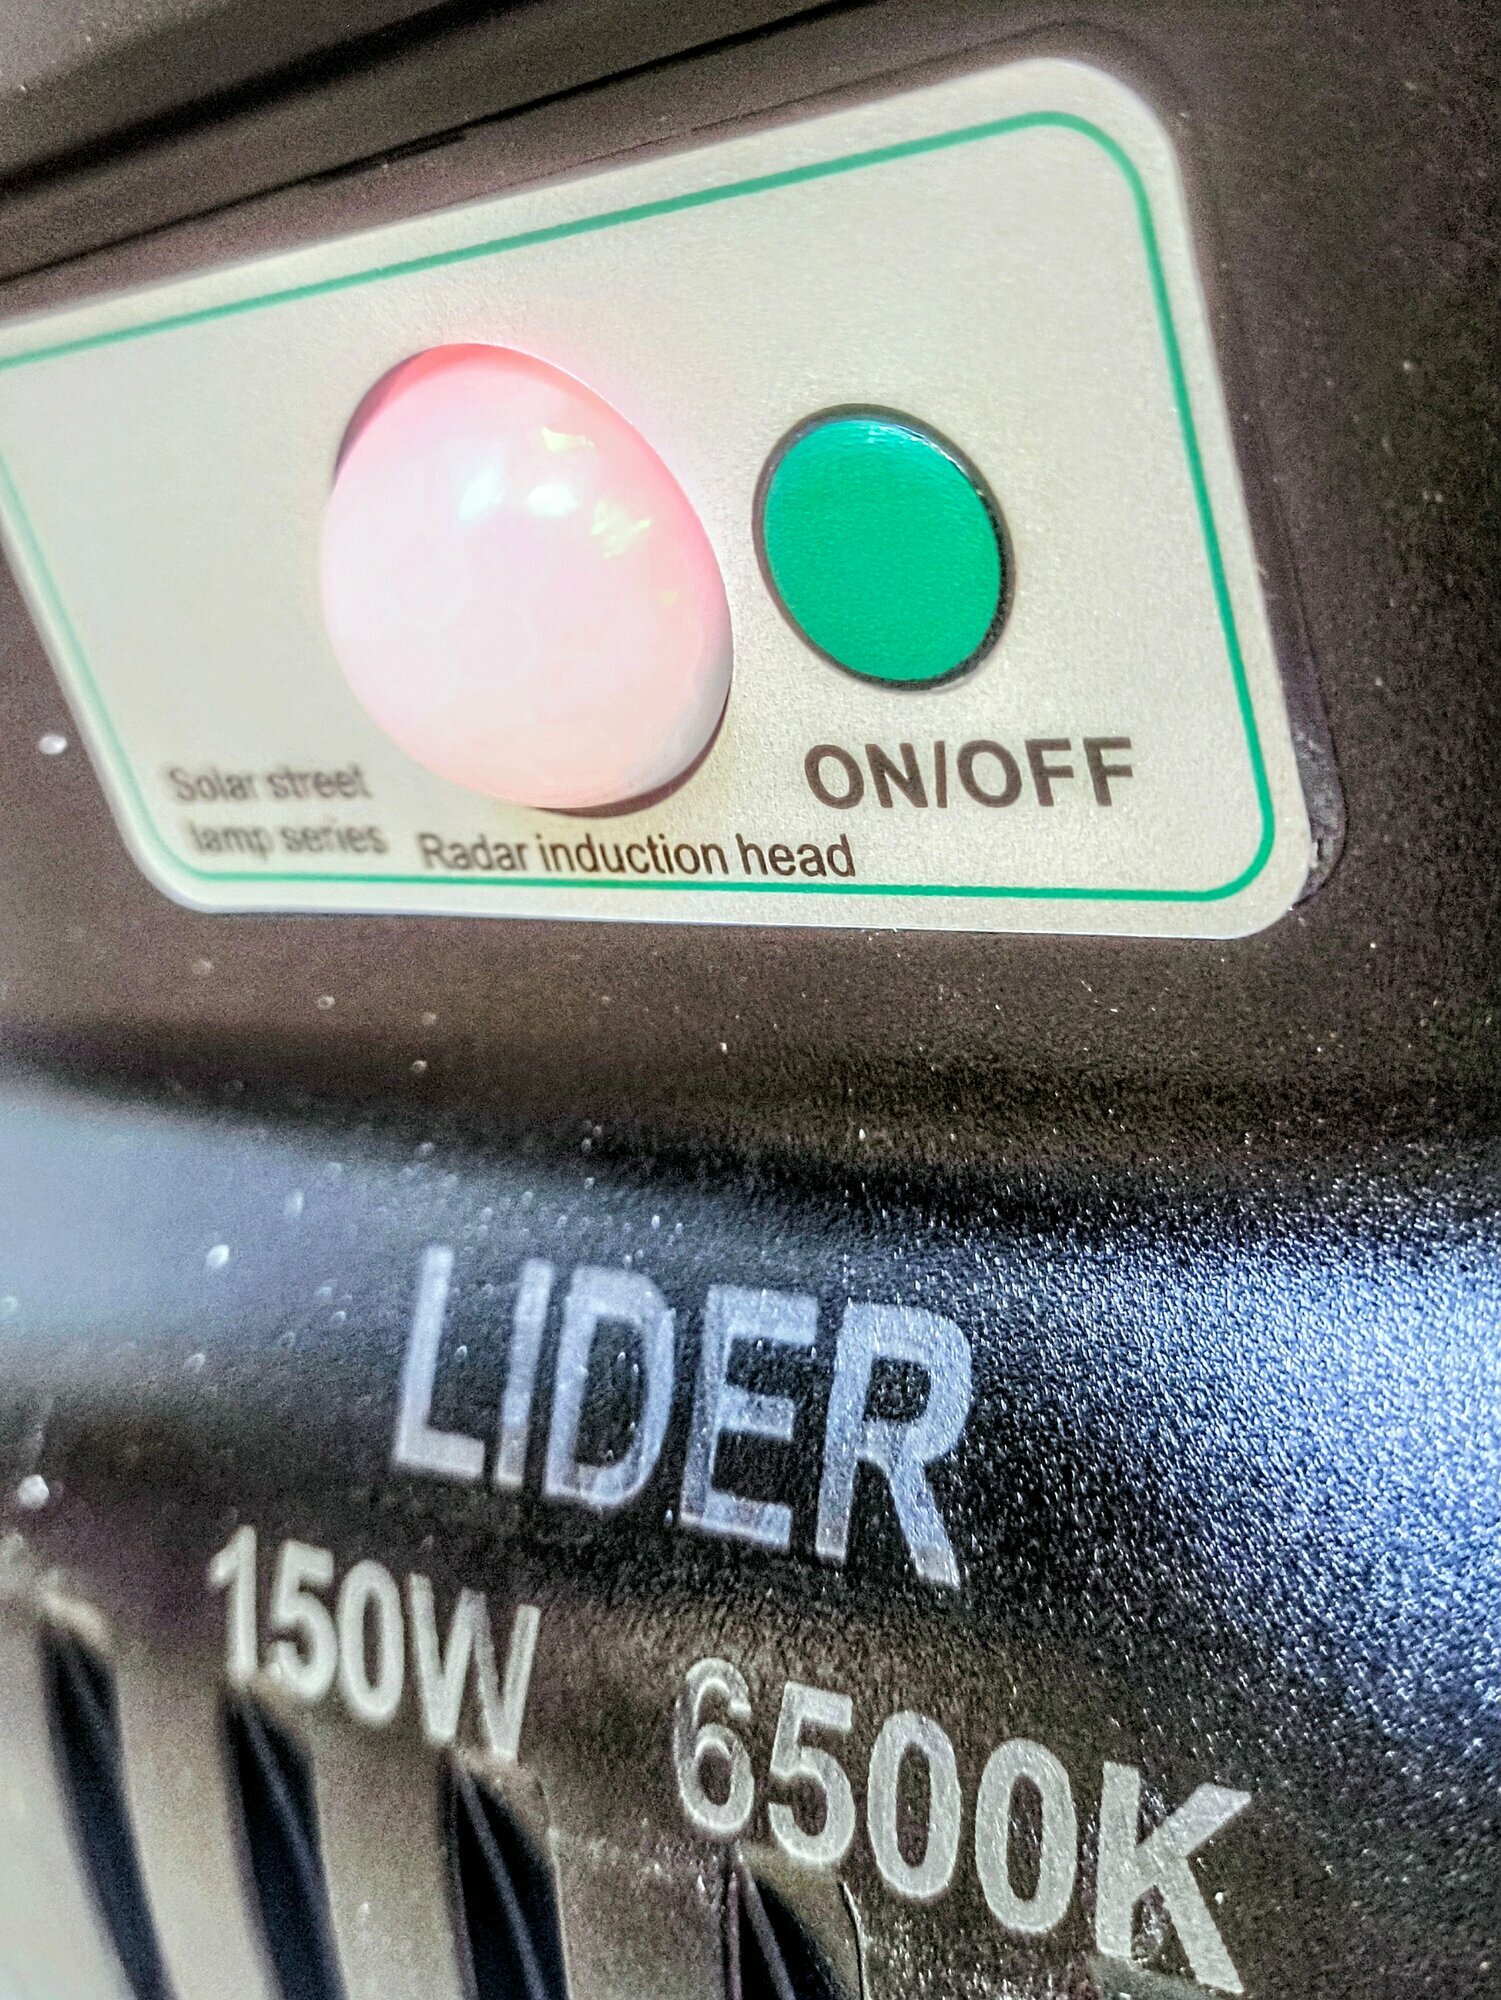 ON/OFF
Solar street
lamp series
Radar induction head
LIDER
150W
6500K